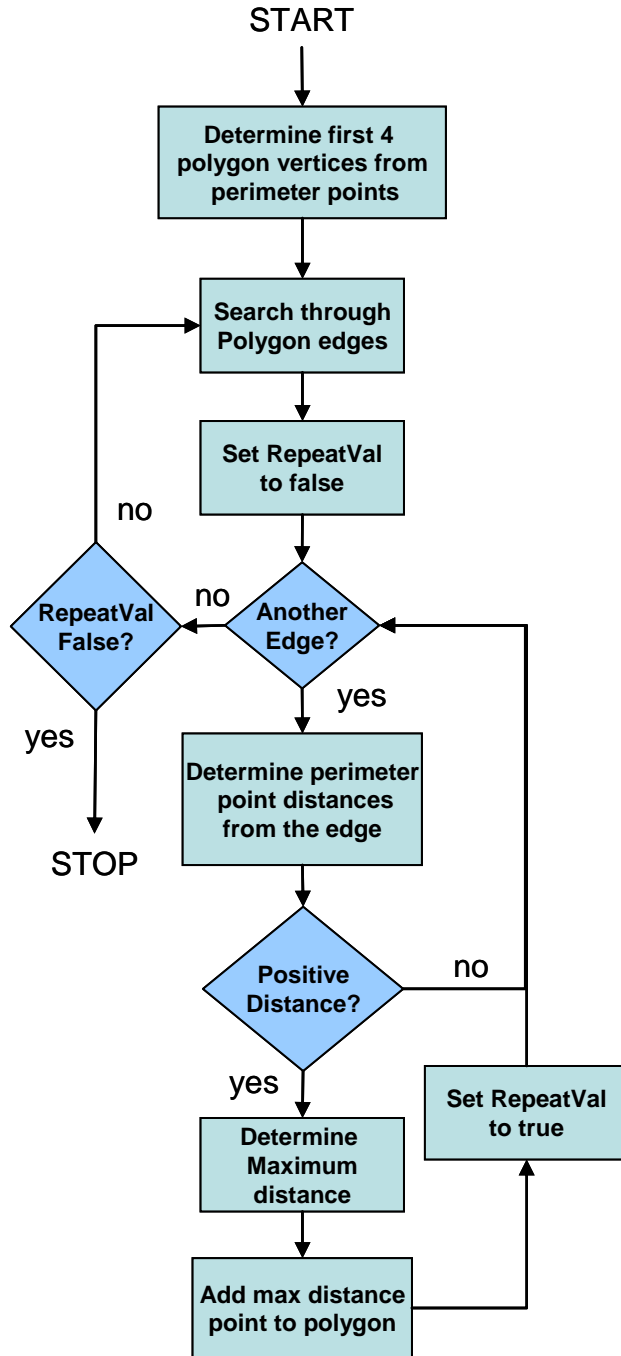 START
Determine first 4
polygon vertices from
perimeter points
Search through
Polygon edges
Set RepeatVal
to false
no
RepeatVal
False?
no
Another
Edge?
yes
yes
Determine perimeter
point distances
from the edge
STOP
Positive
Distance?
no
yes
Set RepeatVal
to true
Determine
Maximum
distance
Add max distance
point to polygon